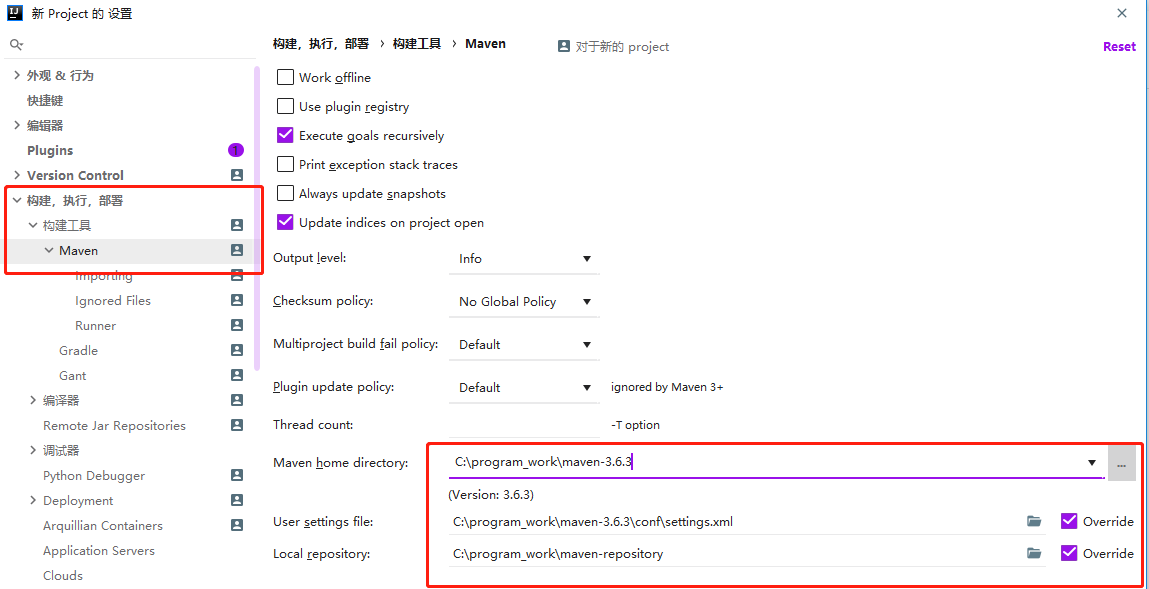 新 Project 的 设置
构建，执行，部署 › 构建工具 › Maven
对于新的 project
Reset
外观 & 行为
快捷键
编辑器
Plugins
1
Version Control
构建，执行，部署
构建工具
Maven
Importing
Ignored Files
Runner
Gradle
Gant
编译器
Remote Jar Repositories
调试器
Python Debugger
Deployment
Arquillian Containers
Application Servers
Clouds
Work offline
Use plugin registry
Execute goals recursively
Print exception stack traces
Always update snapshots
Update indices on project open
Output level: Info
Checksum policy: No Global Policy
Multiproject build fail policy: Default
Plugin update policy: Default ignored by Maven 3+
Thread count: -T option
Maven home directory: C:\program_work\maven-3.6.3 ...
(Version: 3.6.3)
User settings file: C:\program_work\maven-3.6.3\conf\settings.xml Override
Local repository: C:\program_work\maven-repository Override